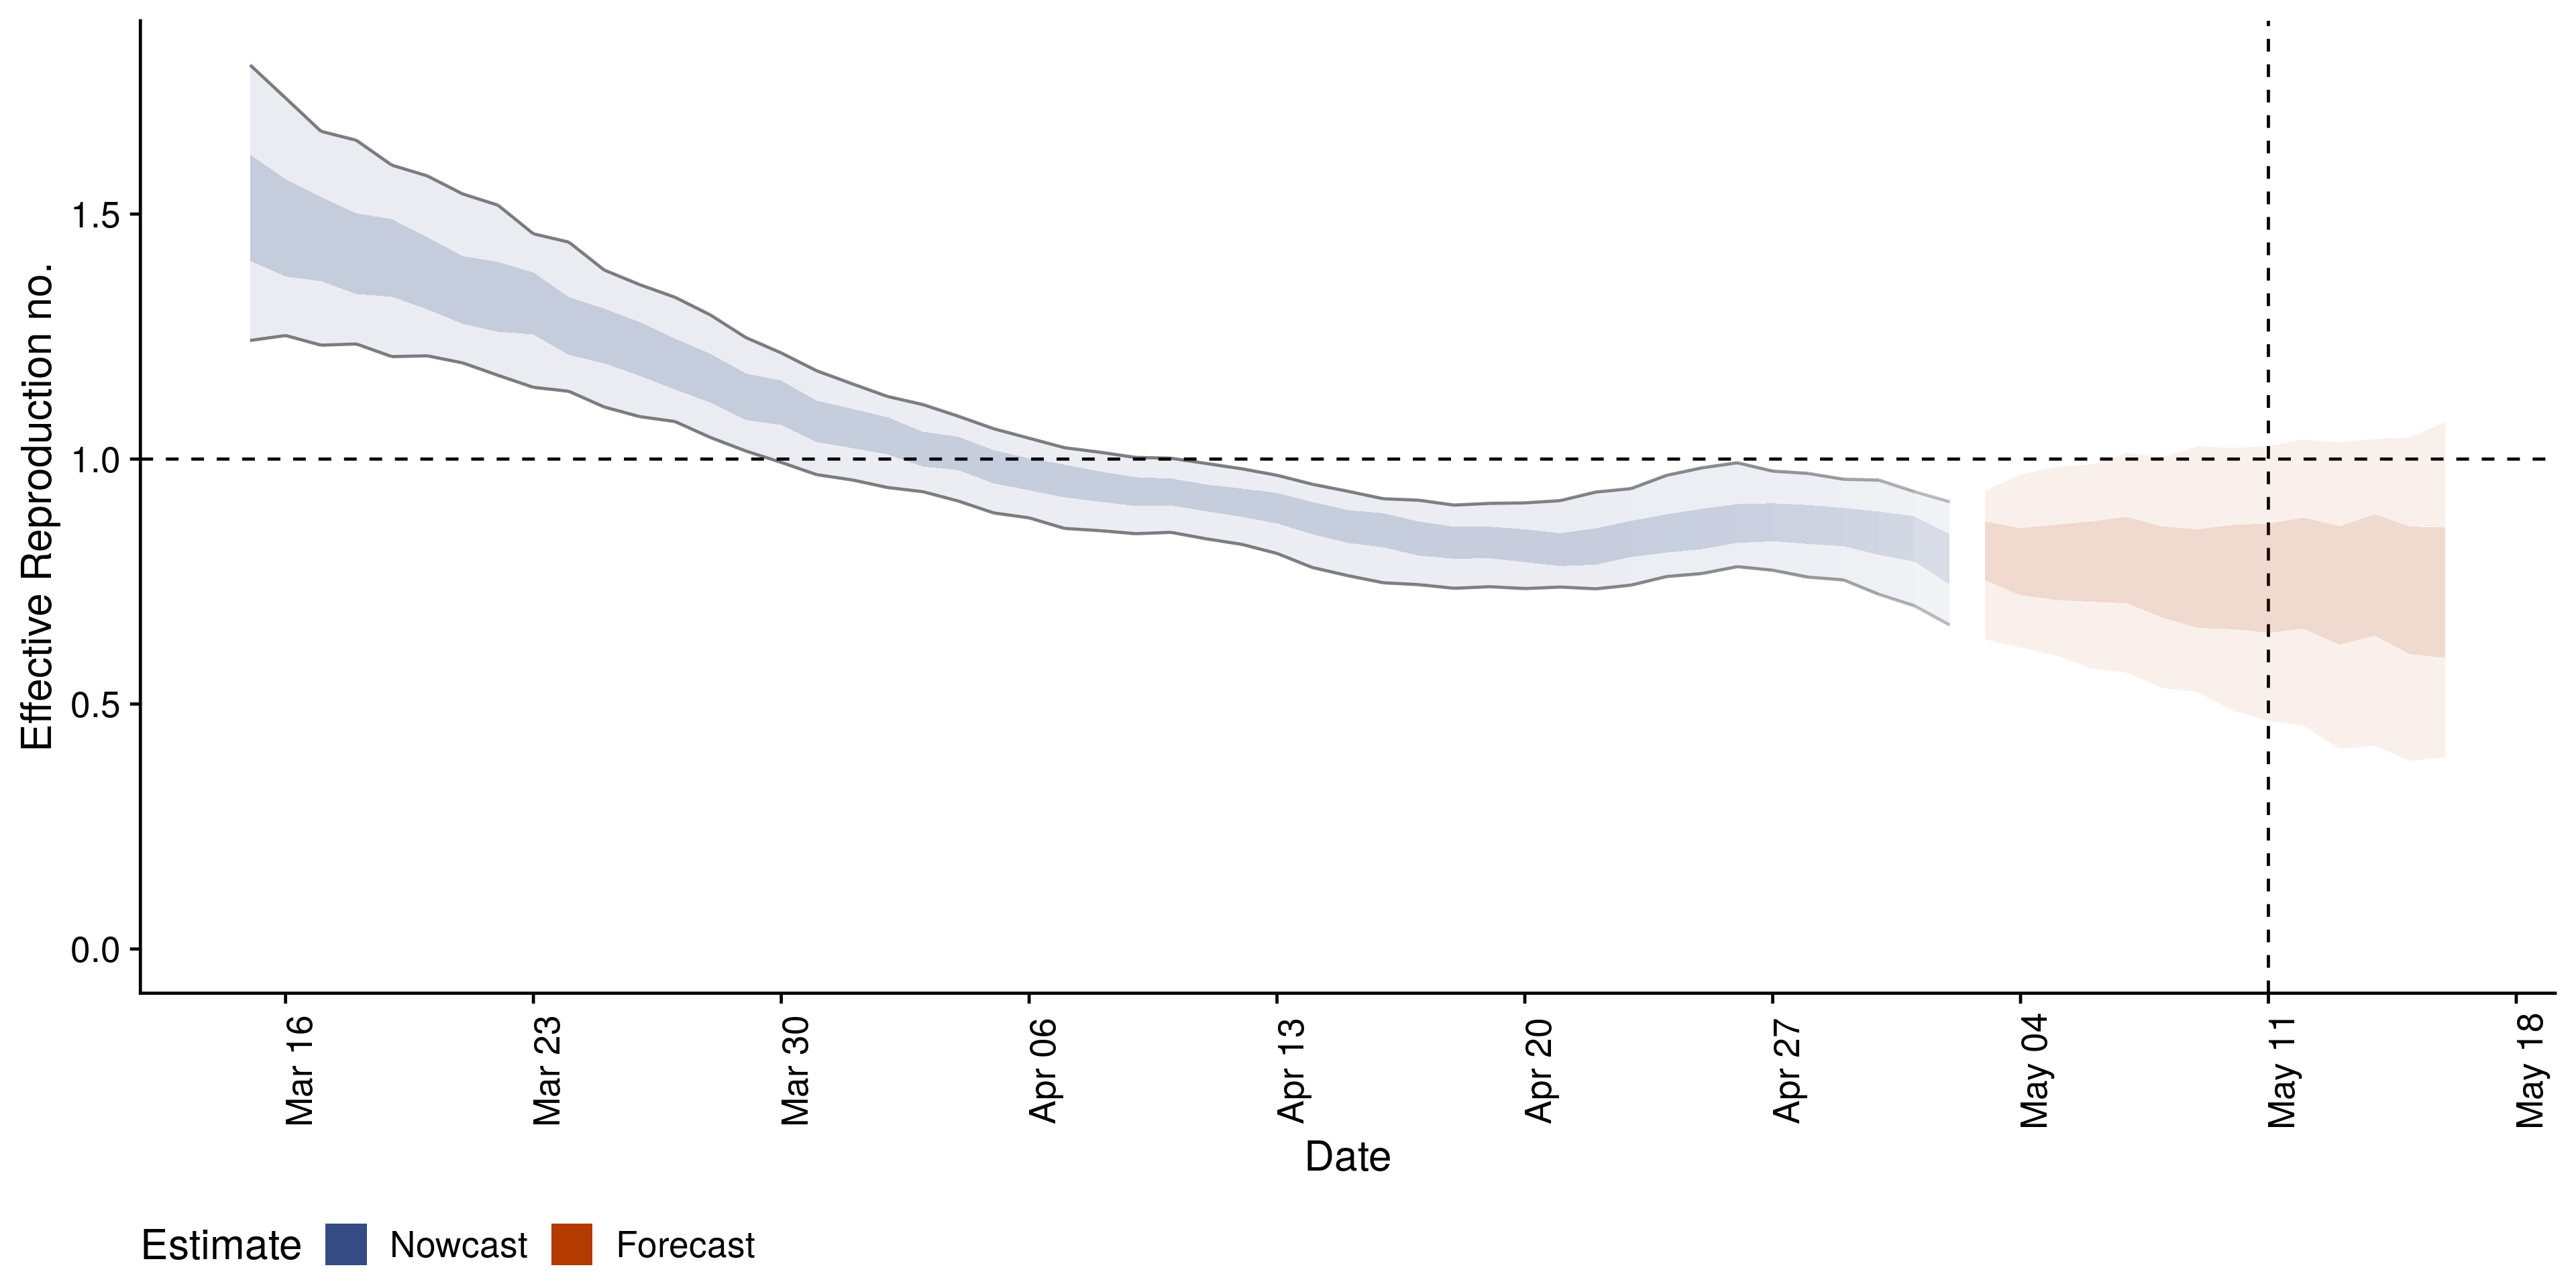 Effective Reproduction no.
1.5
1.0
0.5
0.0
Mar 16
Mar 23
Mar 30
Apr 06
Apr 13
Apr 20
Apr 27
May 04
May 11
May 18
Date
Estimate Nowcast Forecast